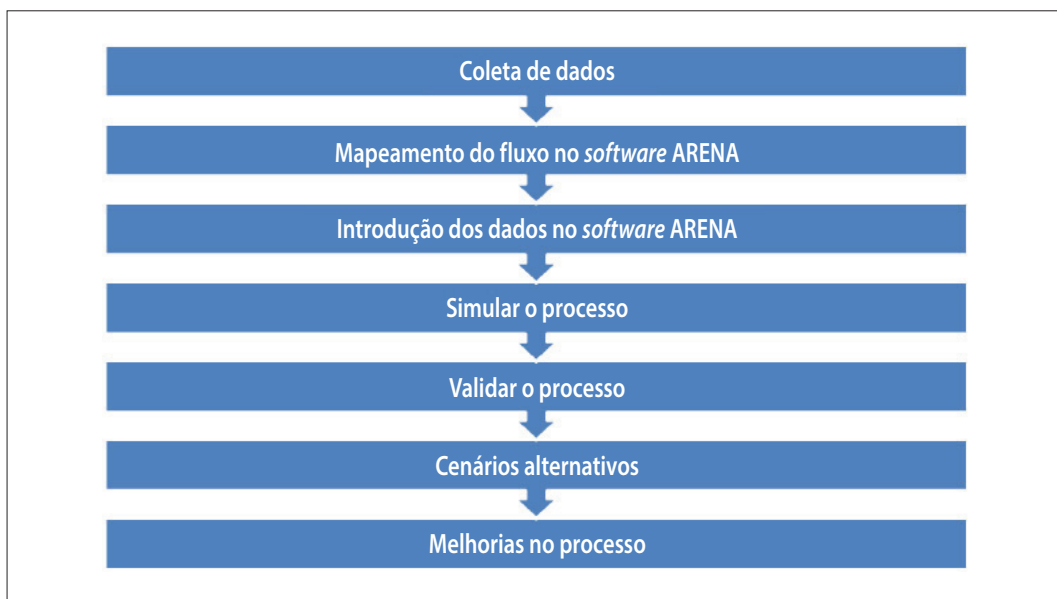 Coleta de dados
Mapeamento do fluxo no software ARENA
Introdução dos dados no software ARENA
Simular o processo
Validar o processo
Cenários alternativos
Melhorias no processo